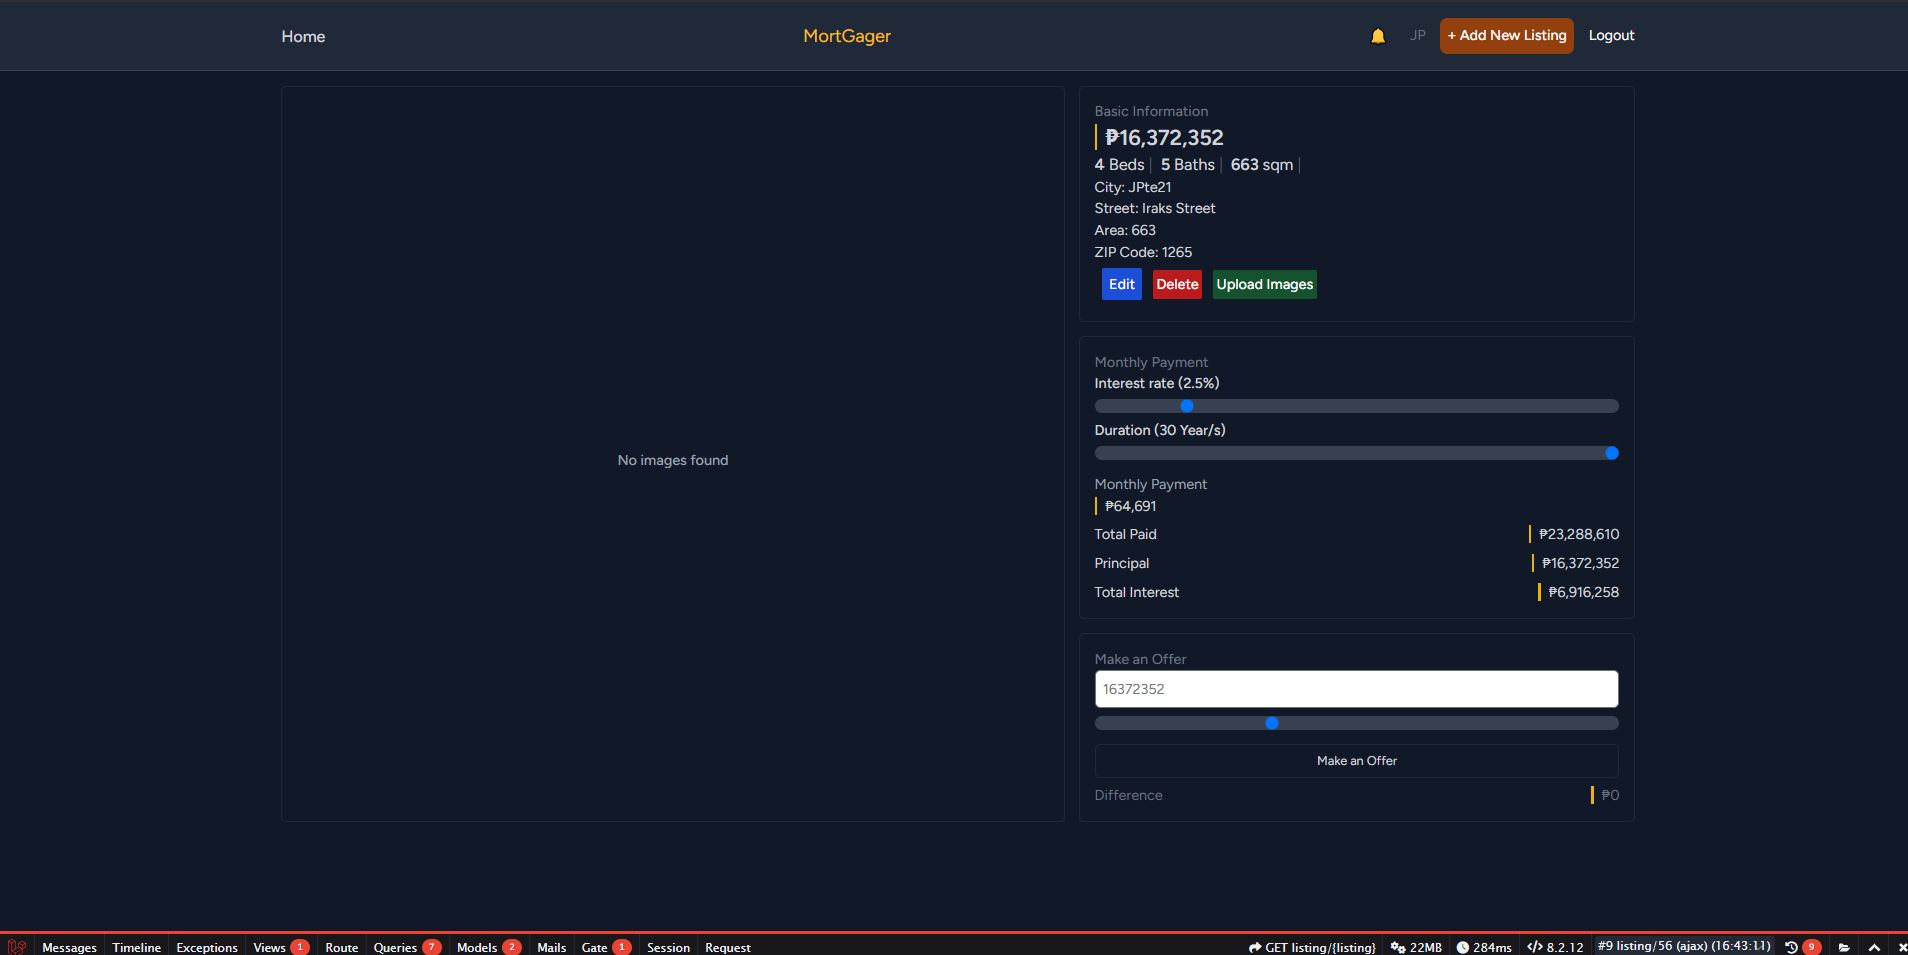 Home
MortGager
JP
+ Add New Listing
Logout
No images found
Basic Information
₱16,372,352
4 Beds | 5 Baths | 663 sqm |
City: JPte21
Street: Iraks Street
Area: 663
ZIP Code: 1265
Edit
Delete
Upload Images
Monthly Payment
Interest rate (2.5%)
Duration (30 Year/s)
Monthly Payment
₱64,691
Total Paid ₱23,288,610
Principal ₱16,372,352
Total Interest ₱6,916,258
Make an Offer
16372352
Make an Offer
Difference ₱0
Messages Timeline Exceptions Views 1 Route Queries 7 Models 2 Mails Gate 1 Session Request GET listing/{listing} 22MB 284ms 8.2.12 #9 listing/56 (ajax) (16:43:11) 9